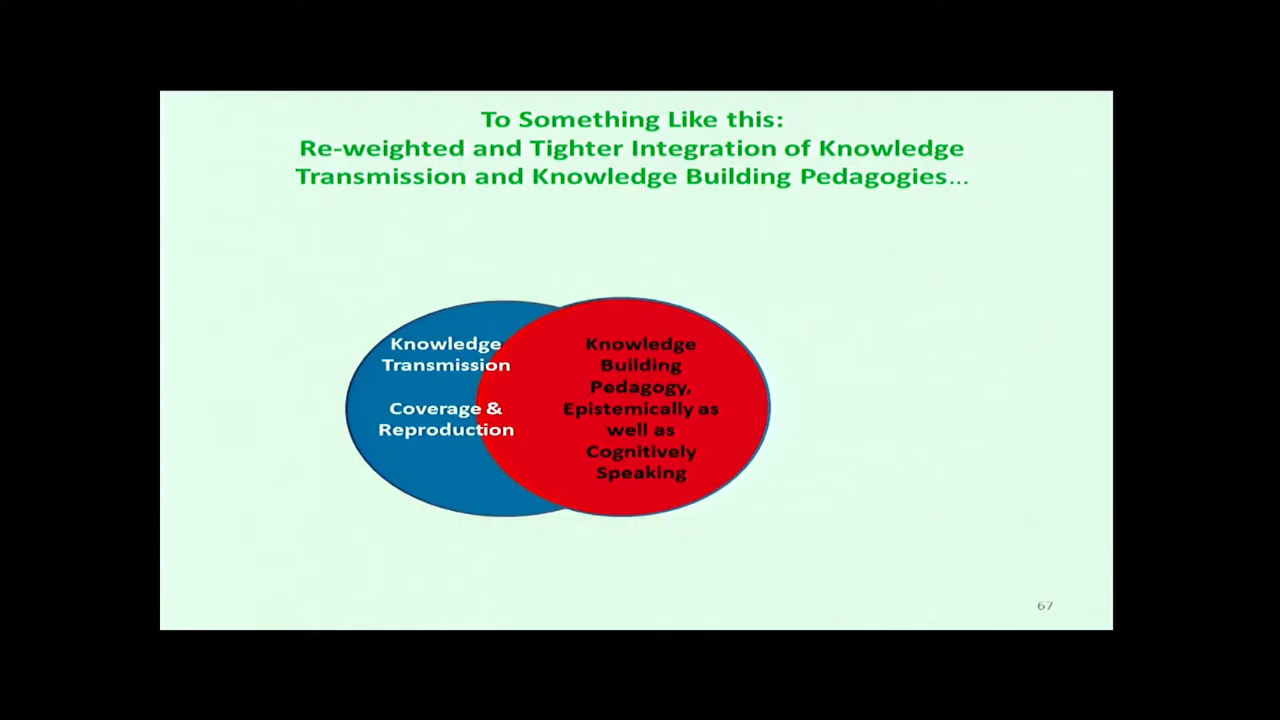 To Something Like this:
Re-weighted and Tighter Integration of Knowledge
Transmission and Knowledge Building Pedagogies...
Knowledge
Transmission
Coverage &
Reproduction
Knowledge
Building
Pedagogy,
Epistemically as
well as
Cognitively
Speaking
67